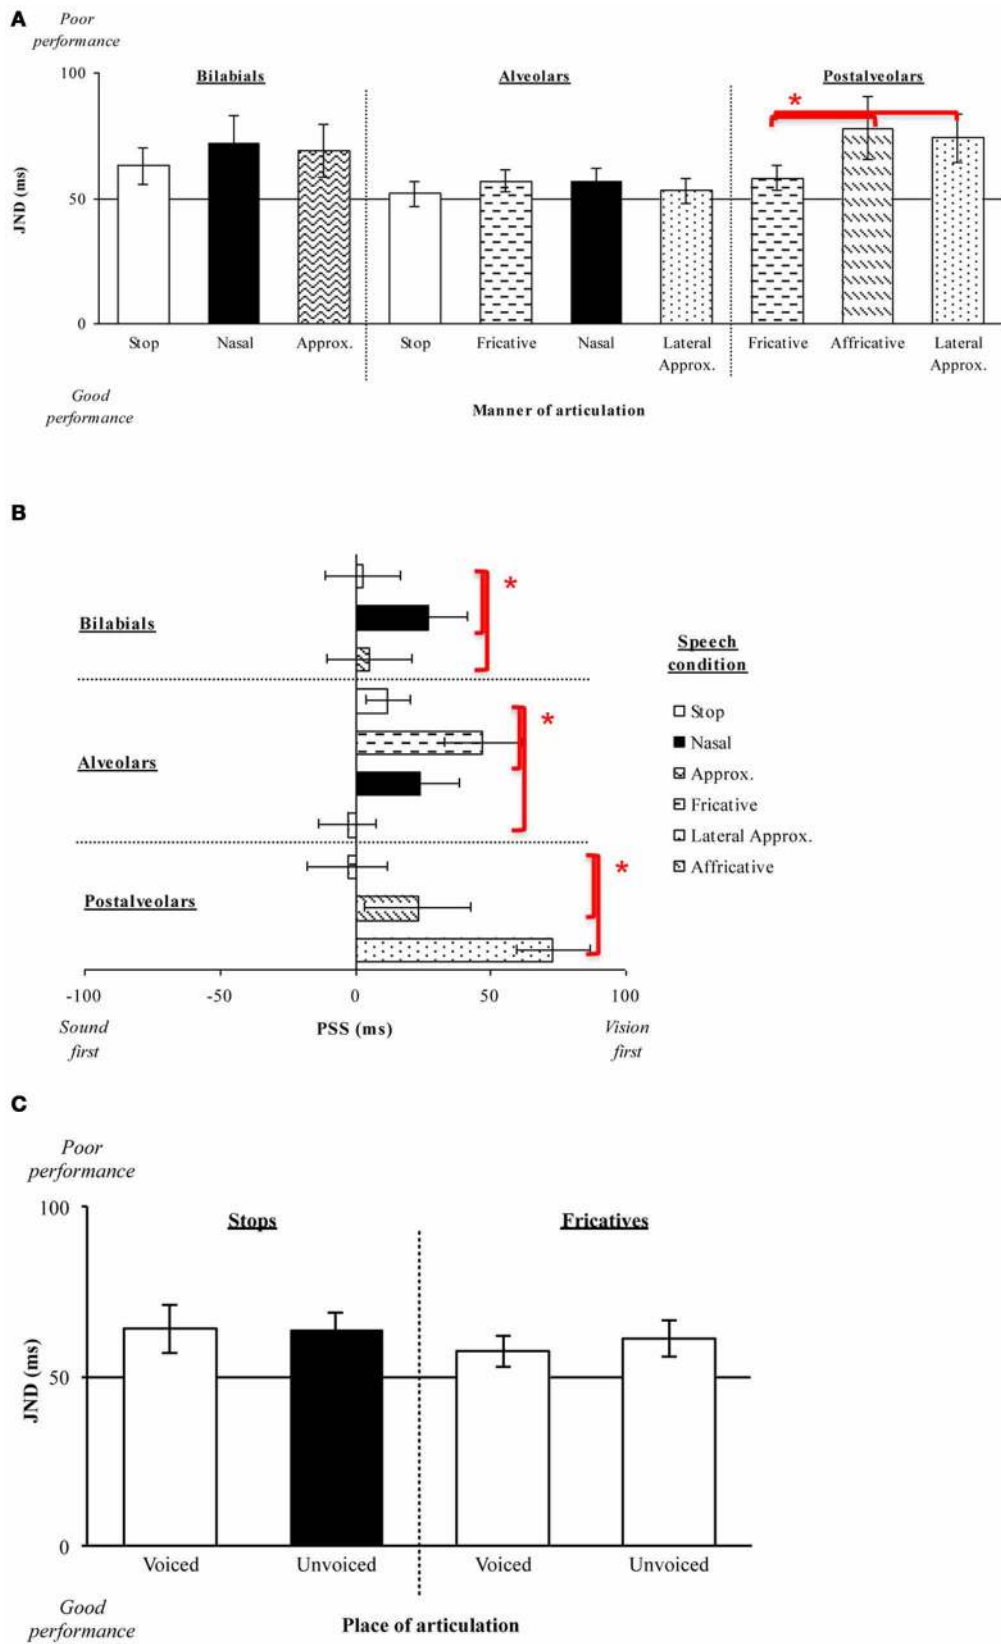 A
Poor
performance
100
Bilabials
Alveolars
Postalveolars
*
JND (ms)
50
0
Stop
Nasal
Approx.
Stop
Fricative
Nasal
Lateral
Approx.
Fricative
Affricative
Lateral
Approx.
Good
performance
Manner of articulation
B
*
Bilabials
Speech
condition
Stop
Nasal
Approx.
Fricative
Lateral Approx.
Affricative
*
Alveolars
*
Postalveolars
-100
-50
0
50
100
Sound
first
PSS (ms)
Vision
first
C
Poor
performance
100
Stops
Fricatives
JND (ms)
50
0
Voiced
Unvoiced
Voiced
Unvoiced
Good
performance
Place of articulation